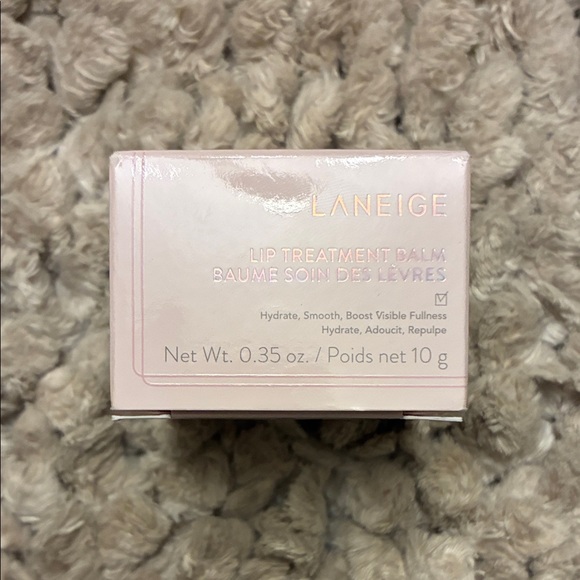 LANEIGE
LIP TREATMENT BALM
BAUME SOIN DES LÈVRES
Hydrate, Smooth, Boost Visible Fullness
Hydrate, Adoucit, Repulpe
Net Wt. 0.35 oz. / Poids net 10 g